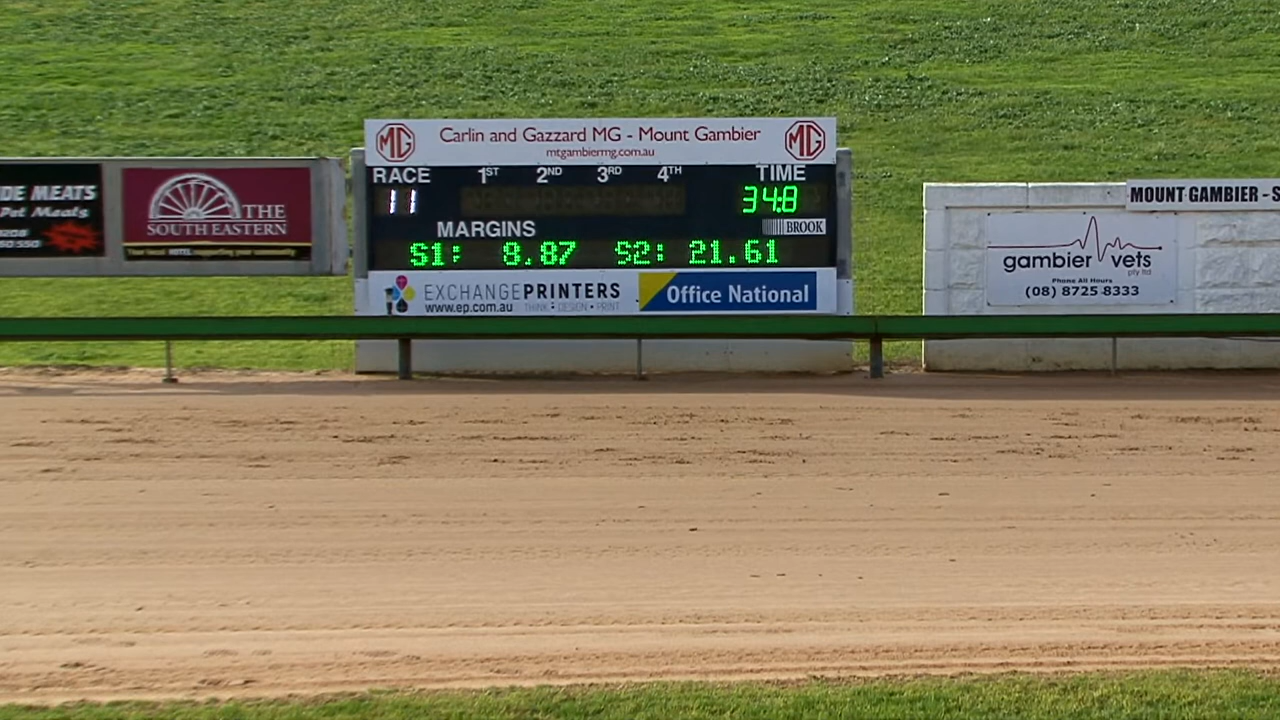 DE MEATS
Pet Meals
THE
SOUTH EASTERN
HOTEL
MG
Carlin and Gazzard MG - Mount Gambier
mtgambiermg.com.au
MG
RACE 1ST 2ND 3RD 4TH TIME
11 34:8
MARGINS BROOK
S1: 8.87 S2: 21.61
EXCHANGEPRINTERS
www.ep.com.au THINK : DESIGN • PRINT
Office National
MOUNT GAMBIER - S
gambier vets
pty ltd
Phone All Hours
(08) 8725 8333